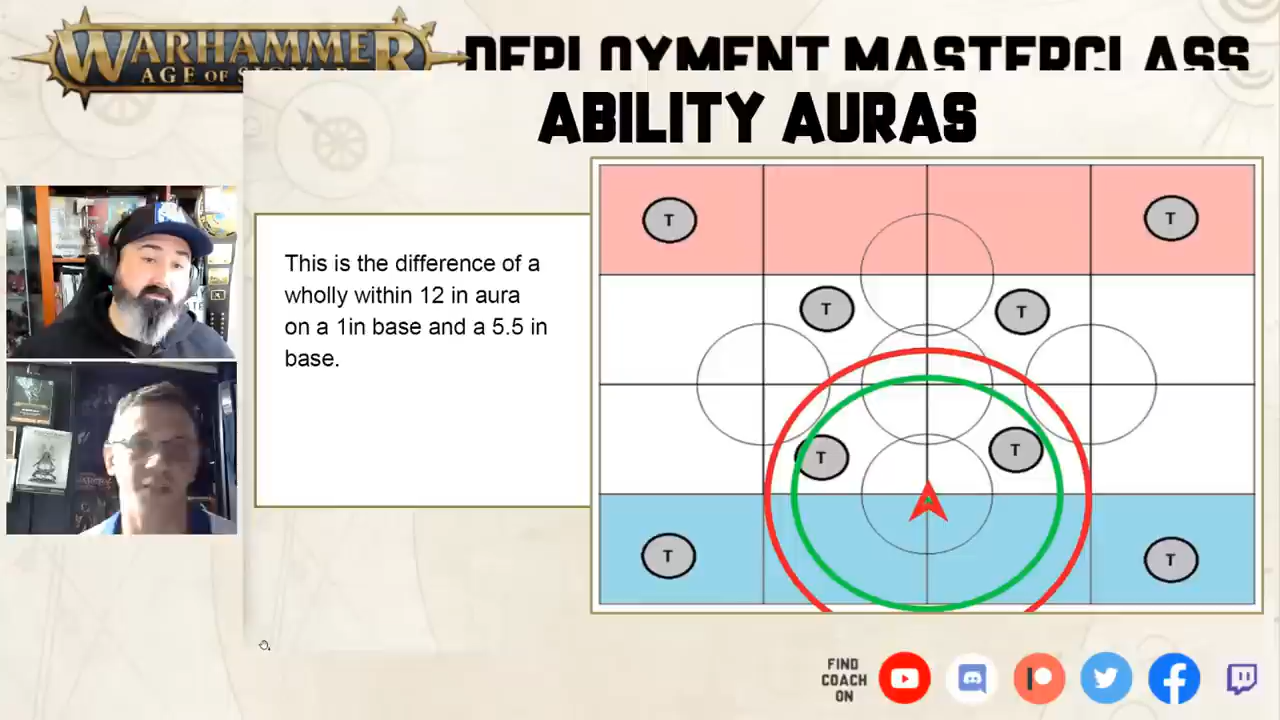 WARHAMMER
AGE OF SIGMAR
DEPLOYMENT MASTERCLASS
ABILITY AURAS
This is the difference of a
wholly within 12 in aura
on a 1in base and a 5.5 in
base.
T
T
T
T
T
T
T
T
FIND
COACH
ON